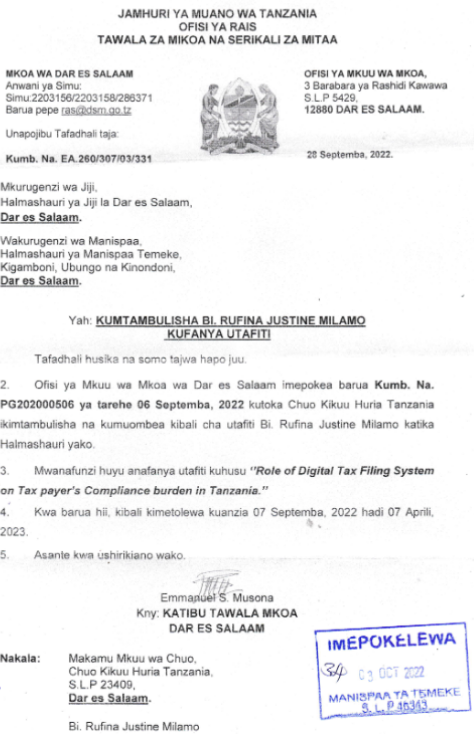 JAMHURI YA MUANO WA TANZANIA
OFISI YA RAIS
TAWALA ZA MIKOA NA SERIKALI ZA MITAA
MKOA WA DAR ES SALAAM
Anwani ya Simu:
Simu:2203156/2203158/286371
Barua pepe ras@dsm.go.tz
Unapojibu Tafadhali taja:
Kumb. Na. EA.260/307/03/331
OFISI YA MKUU WA MKOA,
3 Barabara ya Rashidi Kawawa
S.L.P 5429,
12880 DAR ES SALAAM.
28 Septemba, 2022.
Mkurugenzi wa Jiji,
Halmashauri ya Jiji la Dar es Salaam,
Dar es Salaam.
Wakurugenzi wa Manispaa,
Halmashauri ya Manispaa Temeke,
Kigamboni, Ubungo na Kinondoni,
Dar es Salaam.
Yah: KUMTAMBULISHA BI. RUFINA JUSTINE MILAMO
KUFANYA UTAFITI
Tafadhali husika na somo tajwa hapo juu.
2. Ofisi ya Mkuu wa Mkoa wa Dar es Salaam imepokea barua Kumb. Na.
PG202000506 ya tarehe 06 Septemba, 2022 kutoka Chuo Kikuu Huria Tanzania
ikimtambulisha na kumuombea kibali cha utafiti Bi. Rufina Justine Milamo katika
Halmashauri yako.
3. Mwanafunzi huyu anafanya utafiti kuhusu ‘’Role of Digital Tax Filing System
on Tax payer’s Compliance burden in Tanzania.’’
4. Kwa barua hii, kibali kimetolewa kuanzia 07 Septemba, 2022 hadi 07 Aprili,
2023.
5. Asante kwa ushirikiano wako.
Emmanuel S. Musona
Kny: KATIBU TAWALA MKOA
DAR ES SALAAM
Nakala: Makamu Mkuu wa Chuo,
Chuo Kikuu Huria Tanzania,
S.L.P 23409,
Dar es Salaam.
Bi. Rufina Justine Milamo
IMEPOKELEWA
34 03 OCT 2022
MANISPAA YA TEMEKE
S. L. P 46343